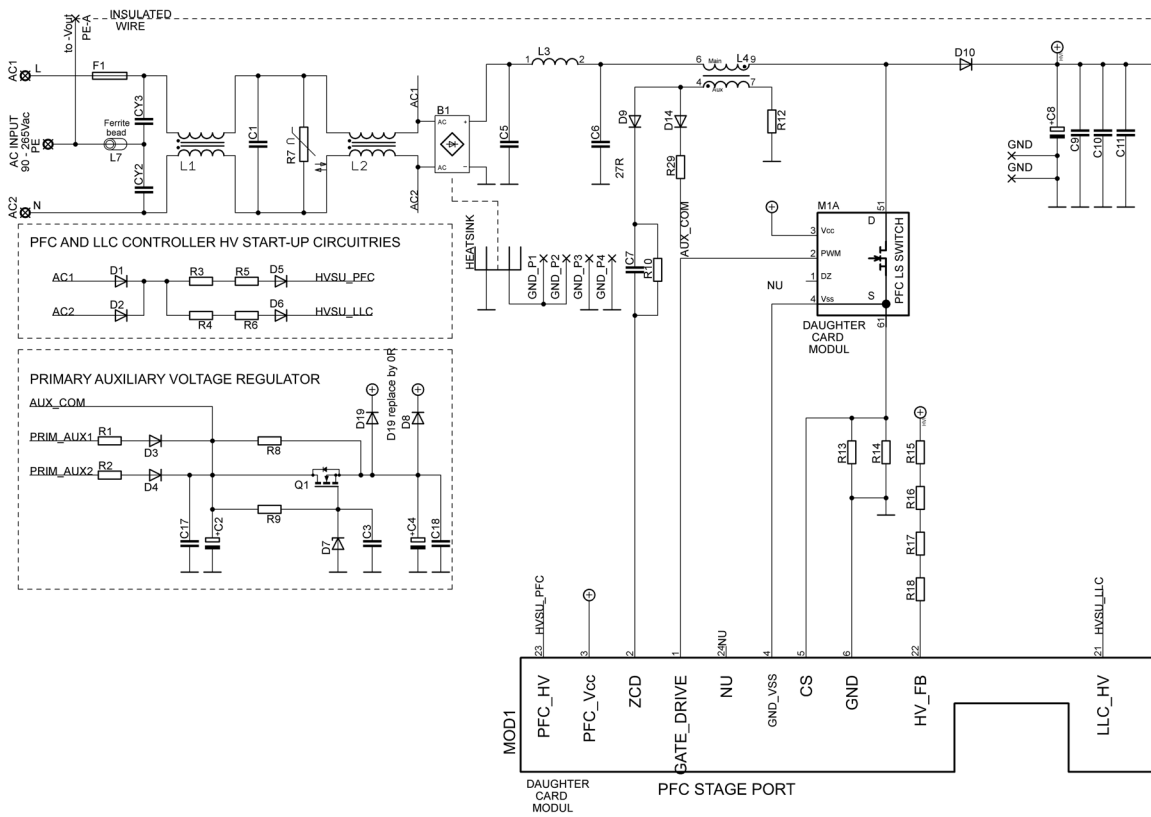 INSULATED
WIRE
to -Vout
PE-A
AC1
L
F1
AC INPUT
90 - 265Vac
PE
Ferrite
bead
L7
CY3
CY2
AC2
N
L1
C1
R7
L2
AC1
AC2
B1
AC
+
AC
-
L3
1
2
C5
C6
6
Main
L4
9
4
Aux
7
D9
D14
27R
R29
R12
AUX_COM
C7
R10
HEATSINK
GND_P1
GND_P2
GND_P3
GND_P4
D10
HV
+C8
C9
C10
C11
GND
GND
M1A
51
D
3 Vcc
2 PWM
1 DZ
NU
4 Vss
S
PFC LS SWITCH
61
DAUGHTER
CARD
MODUL
PFC AND LLC CONTROLLER HV START-UP CIRCUITRIES
AC1
D1
R3
R5
D5
HVSU_PFC
AC2
D2
R4
R6
D6
HVSU_LLC
PRIMARY AUXILIARY VOLTAGE REGULATOR
AUX_COM
PRIM_AUX1
R1
D3
R8
PRIM_AUX2
R2
D4
Q1
D19
D19 replace by 0R
D8
C17
+C2
R9
D7
C3
+C4
C18
R13
R14
HV
R15
R16
R17
R18
HVSU_PFC
NU
HVSU_LLC
23
3
2
1
24
4
5
6
22
21
MOD1
PFC_HV
PFC_Vcc
ZCD
GATE_DRIVE
NU
GND_VSS
CS
GND
HV_FB
LLC_HV
DAUGHTER
CARD
MODUL
PFC STAGE PORT